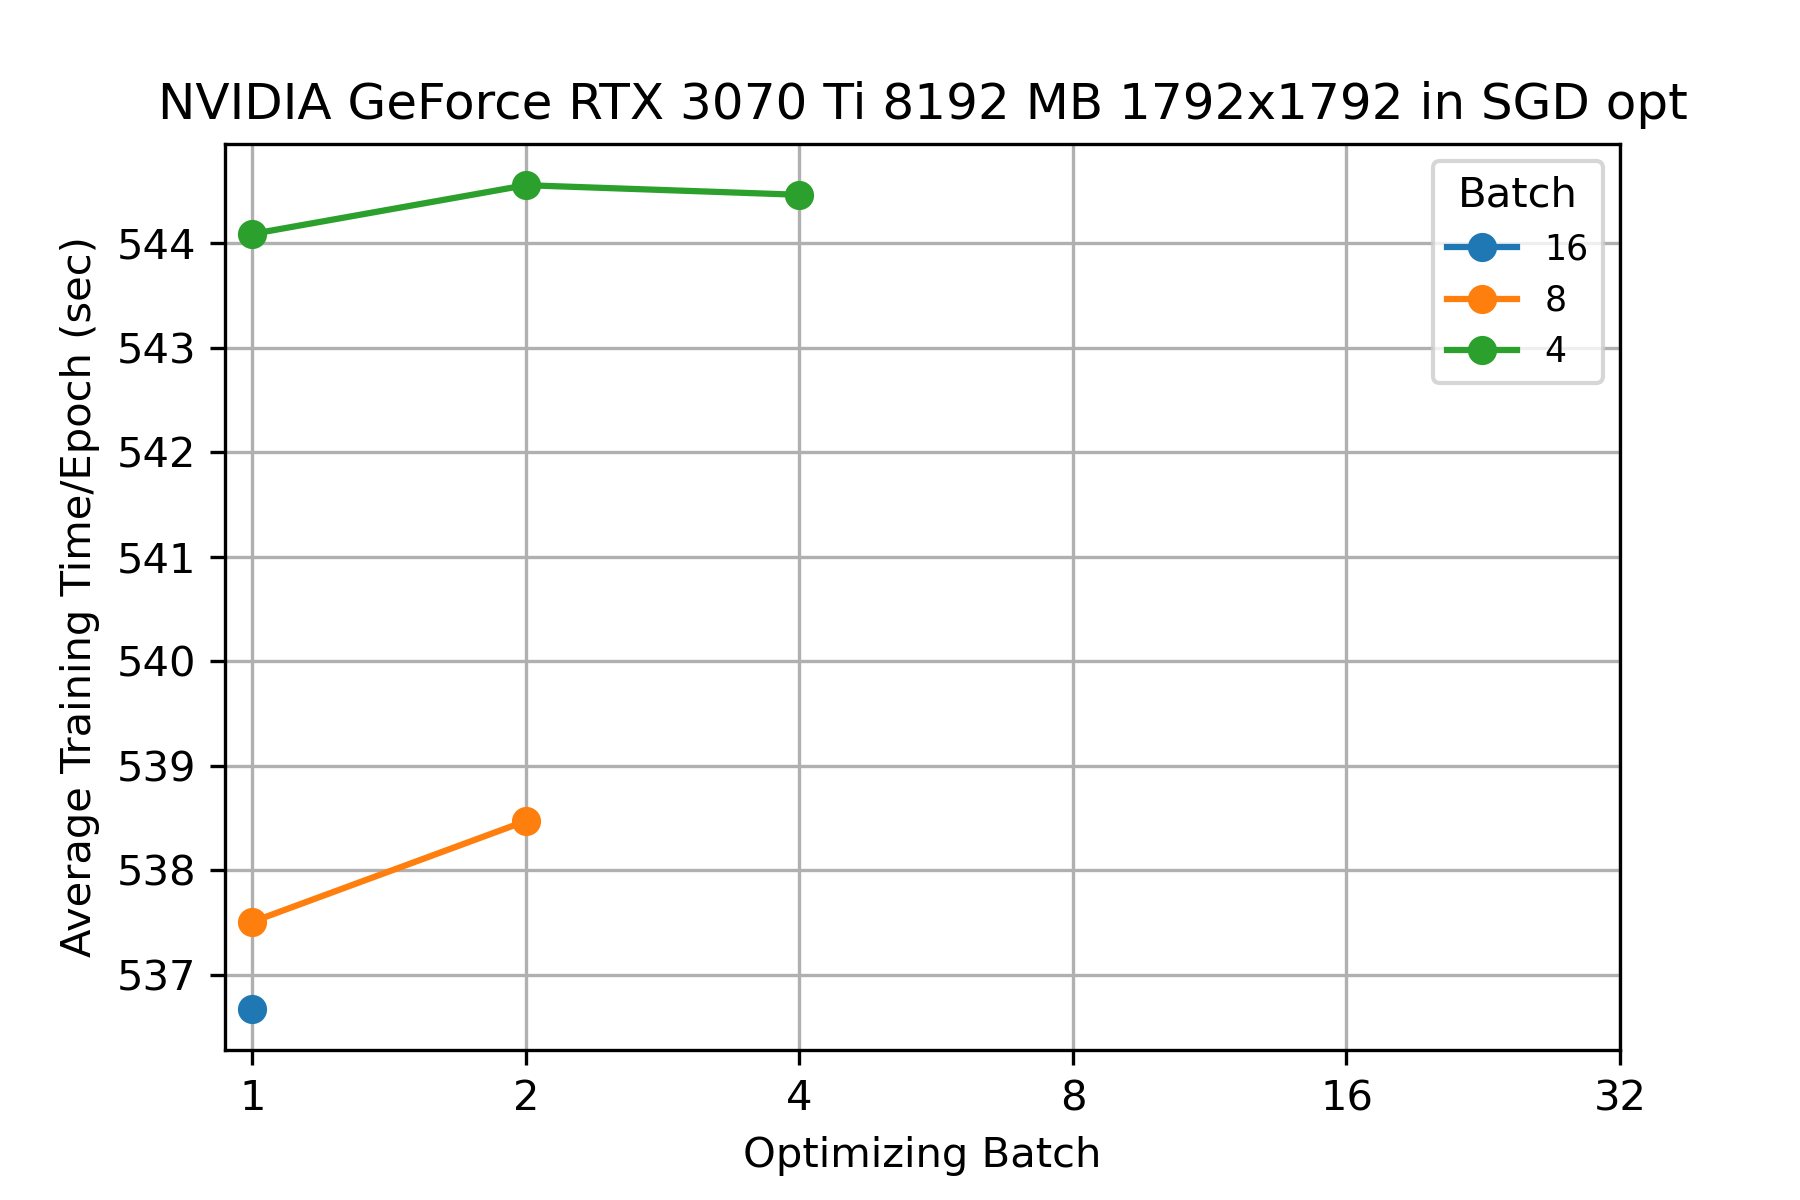 NVIDIA GeForce RTX 3070 Ti 8192 MB 1792x1792 in SGD opt
Average Training Time/Epoch (sec)
544
543
542
541
540
539
538
537
Batch
16
8
4
1 2 4 8 16 32
Optimizing Batch